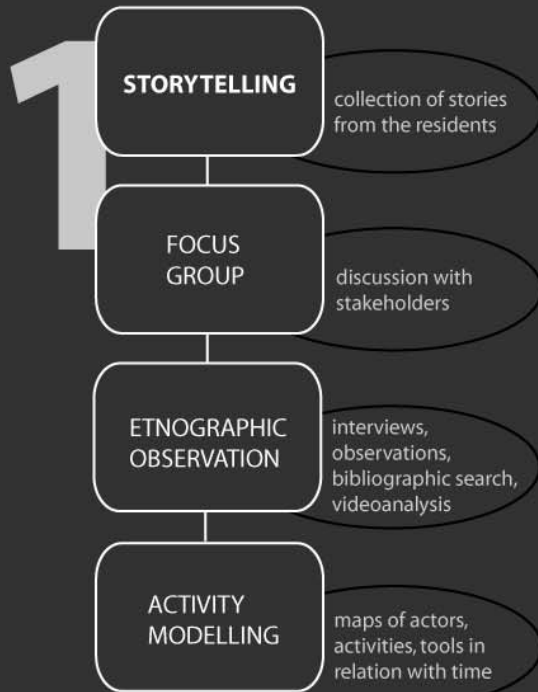 1
STORYTELLING
collection of stories
from the residents
FOCUS
GROUP
discussion with
stakeholders
ETNOGRAPHIC
OBSERVATION
interviews,
observations,
bibliographic search,
videoanalysis
ACTIVITY
MODELLING
maps of actors,
activities, tools in
relation with time